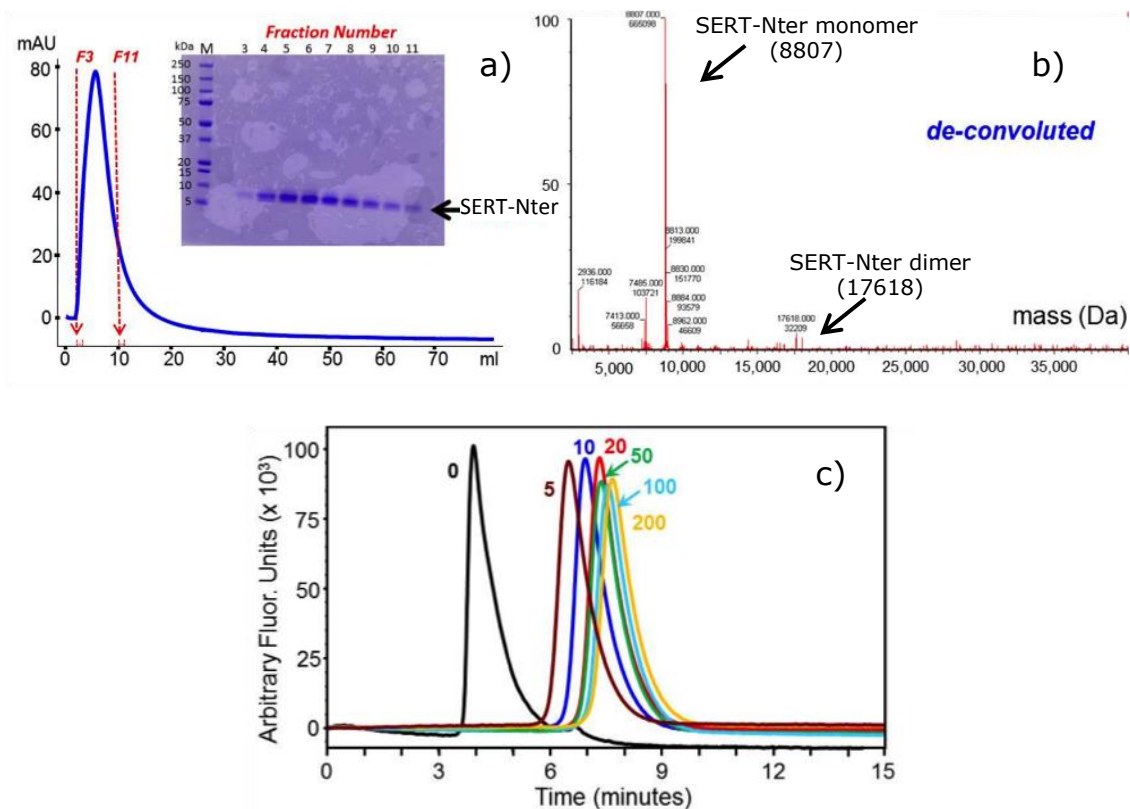 a)
mAU
F3 F11
80
60
40
20
0
0 10 20 30 40 50 60 70 ml
Fraction Number
kDa M 3 4 5 6 7 8 9 10 11
250
150
100
75
50
37
20
15
10
5
SERT-Nter
b)
100
50
0
8807.000
665098
SERT-Nter monomer
(8807)
de-convoluted
8813.000
199841
2936.000
116184
7485.000
103721
8830.000
151770
8884.000
93579
7413.000
56658
8962.000
46609
SERT-Nter dimer
(17618)
17618.000
32209
mass (Da)
5,000 10,000 15,000 20,000 25,000 30,000 35,000
c)
Arbitrary Fluor. Units (x 10³)
100
75
50
25
0
0
5
10
20
50
100
200
0 3 6 9 12 15
Time (minutes)